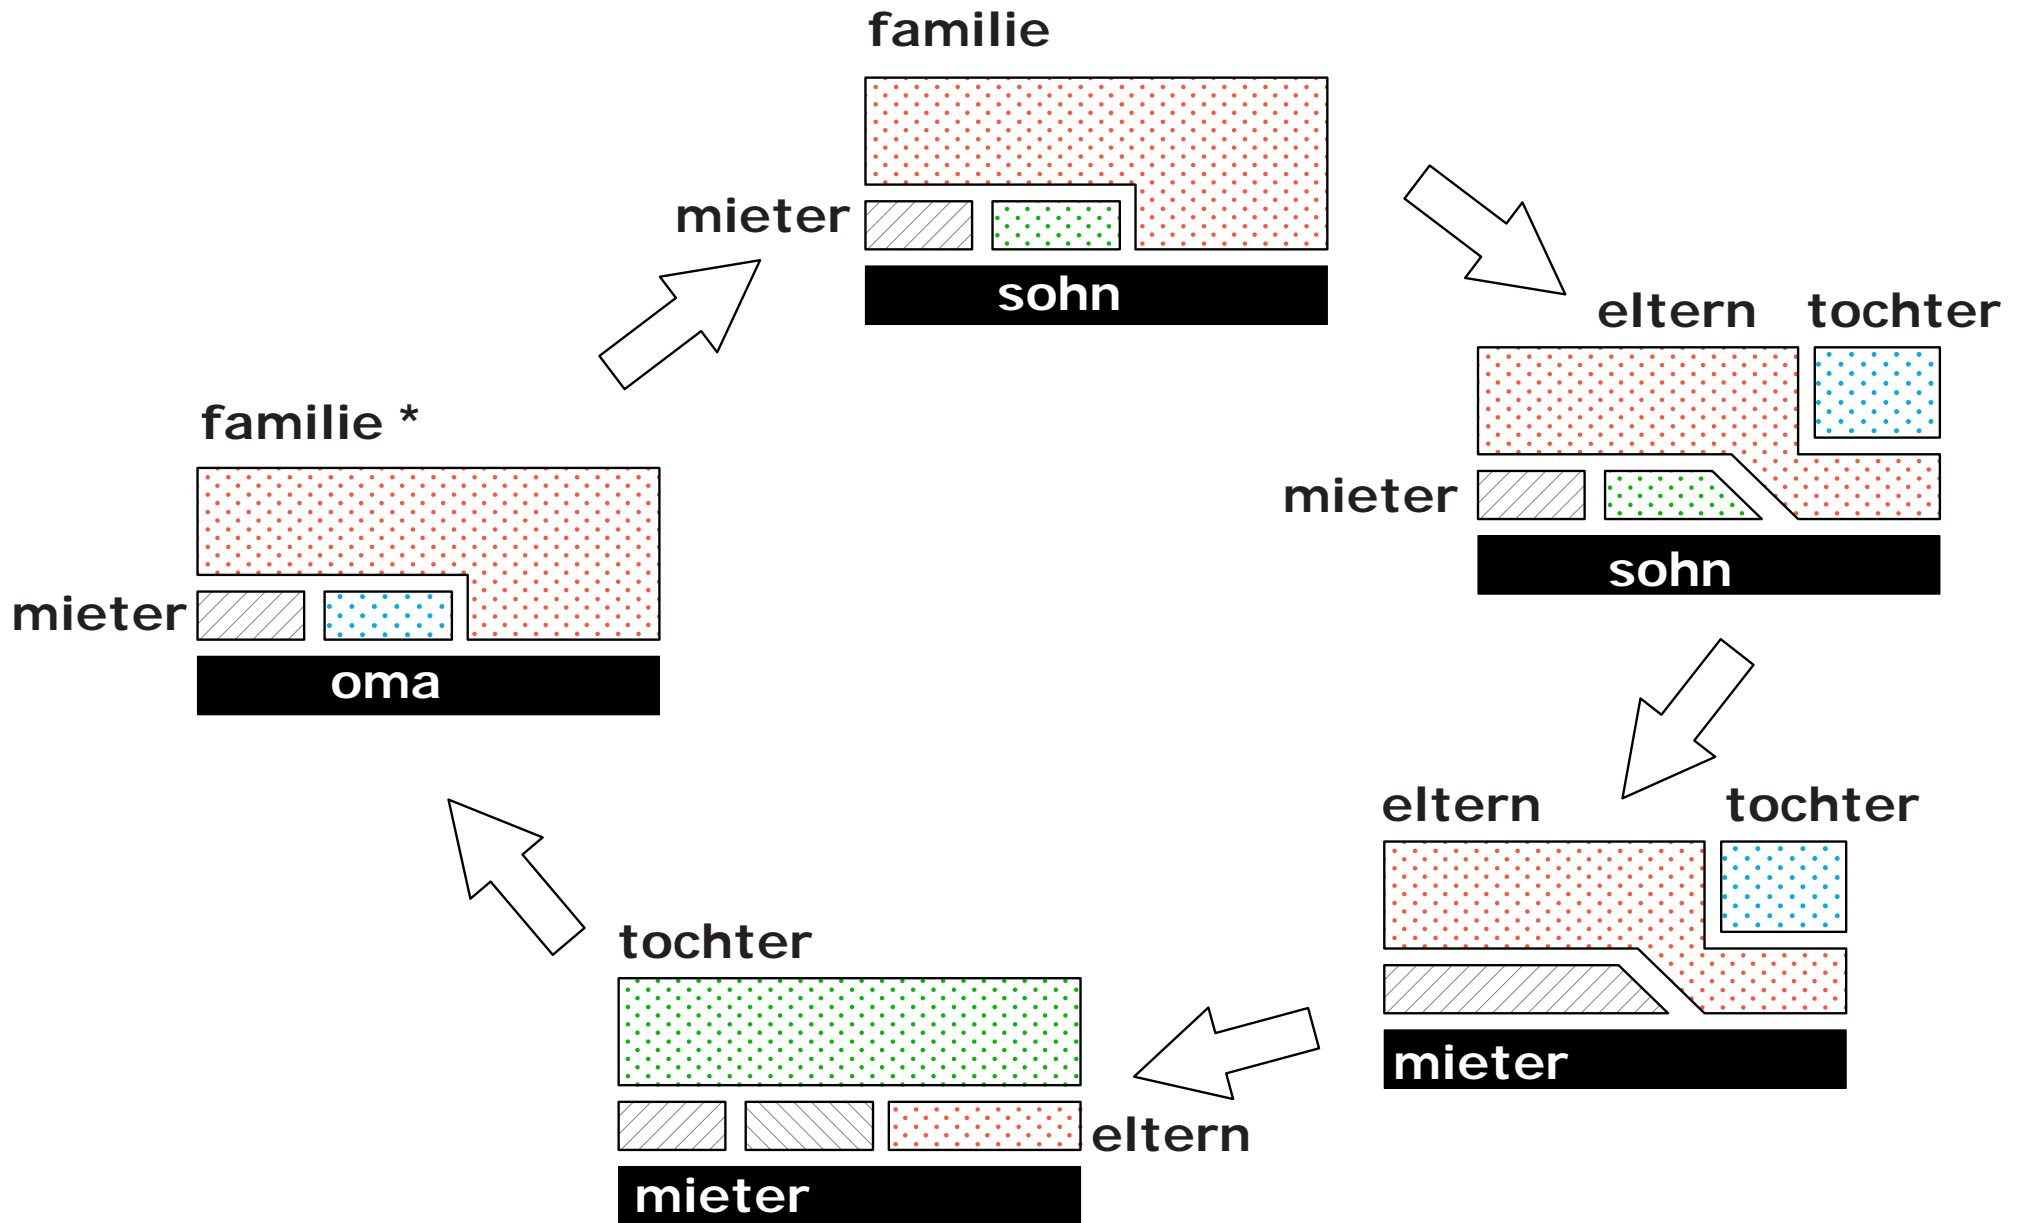 familie
mieter
sohn
eltern tochter
mieter
sohn
familie *
mieter
oma
eltern tochter
mieter
tochter
eltern
mieter